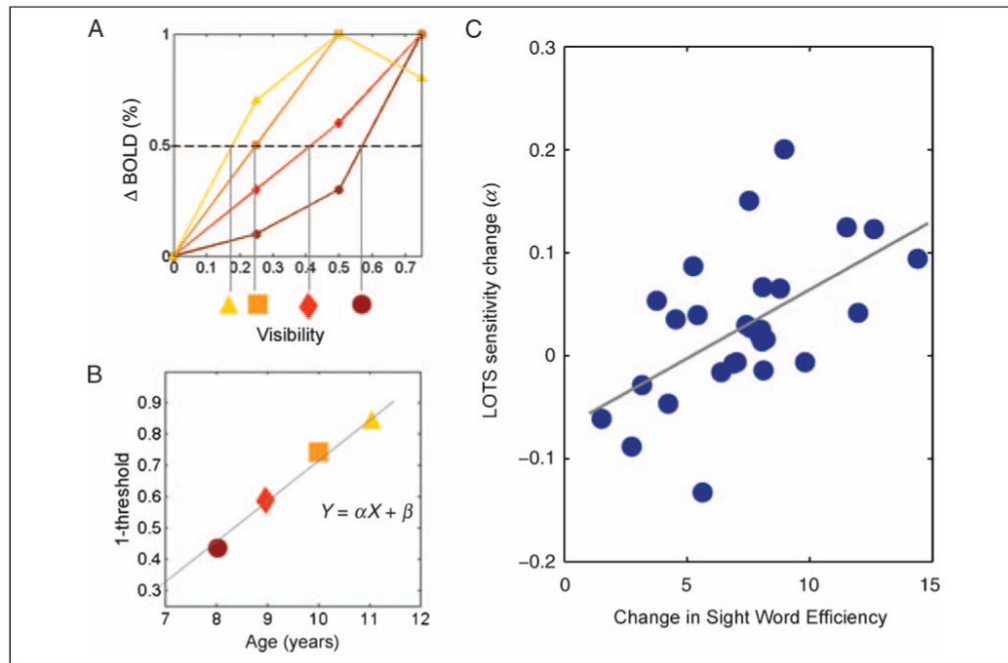 A
1
0.5
0
Δ BOLD (%)
0 0.1 0.2 0.3 0.4 0.5 0.6 0.7
Visibility
B
0.9
0.8
0.7
0.6
0.5
0.4
0.3
1-threshold
Y = αX + β
7 8 9 10 11 12
Age (years)
C
0.3
0.2
0.1
0
−0.1
−0.2
LOTS sensitivity change (α)
0 5 10 15
Change in Sight Word Efficiency